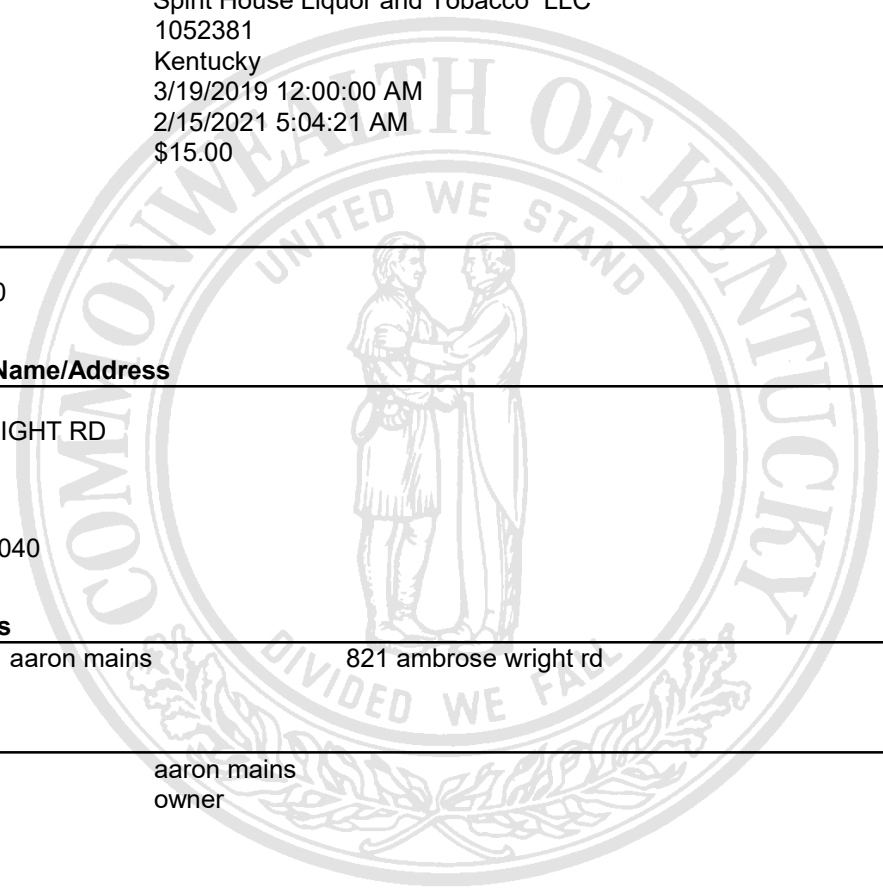 Spirit House Liquor and Tobacco LLC
1052381
Kentucky
3/19/2019 12:00:00 AM
2/15/2021 5:04:21 AM
$15.00
COMMONWEALTH OF KENTUCKY
UNITED WE STAND
0
Name/Address
IGHT RD
040
s
aaron mains 821 ambrose wright rd
DIVIDED WE FALL
aaron mains
owner